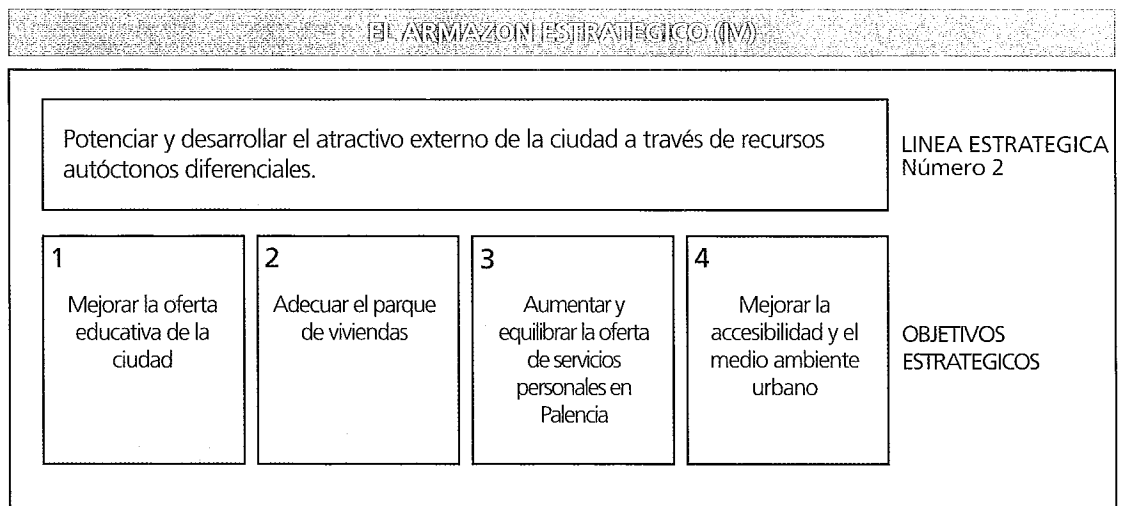 EL ARMAZON ESTRATEGICO (IV)
Potenciar y desarrollar el atractivo externo de la ciudad a través de recursos
autóctonos diferenciales.
LINEA ESTRATEGICA
Número 2
1
Mejorar la oferta
educativa de la
ciudad
2
Adecuar el parque
de viviendas
3
Aumentar y
equilibrar la oferta
de servicios
personales en
Palencia
4
Mejorar la
accesibilidad y el
medio ambiente
urbano
OBJETIVOS
ESTRATEGICOS